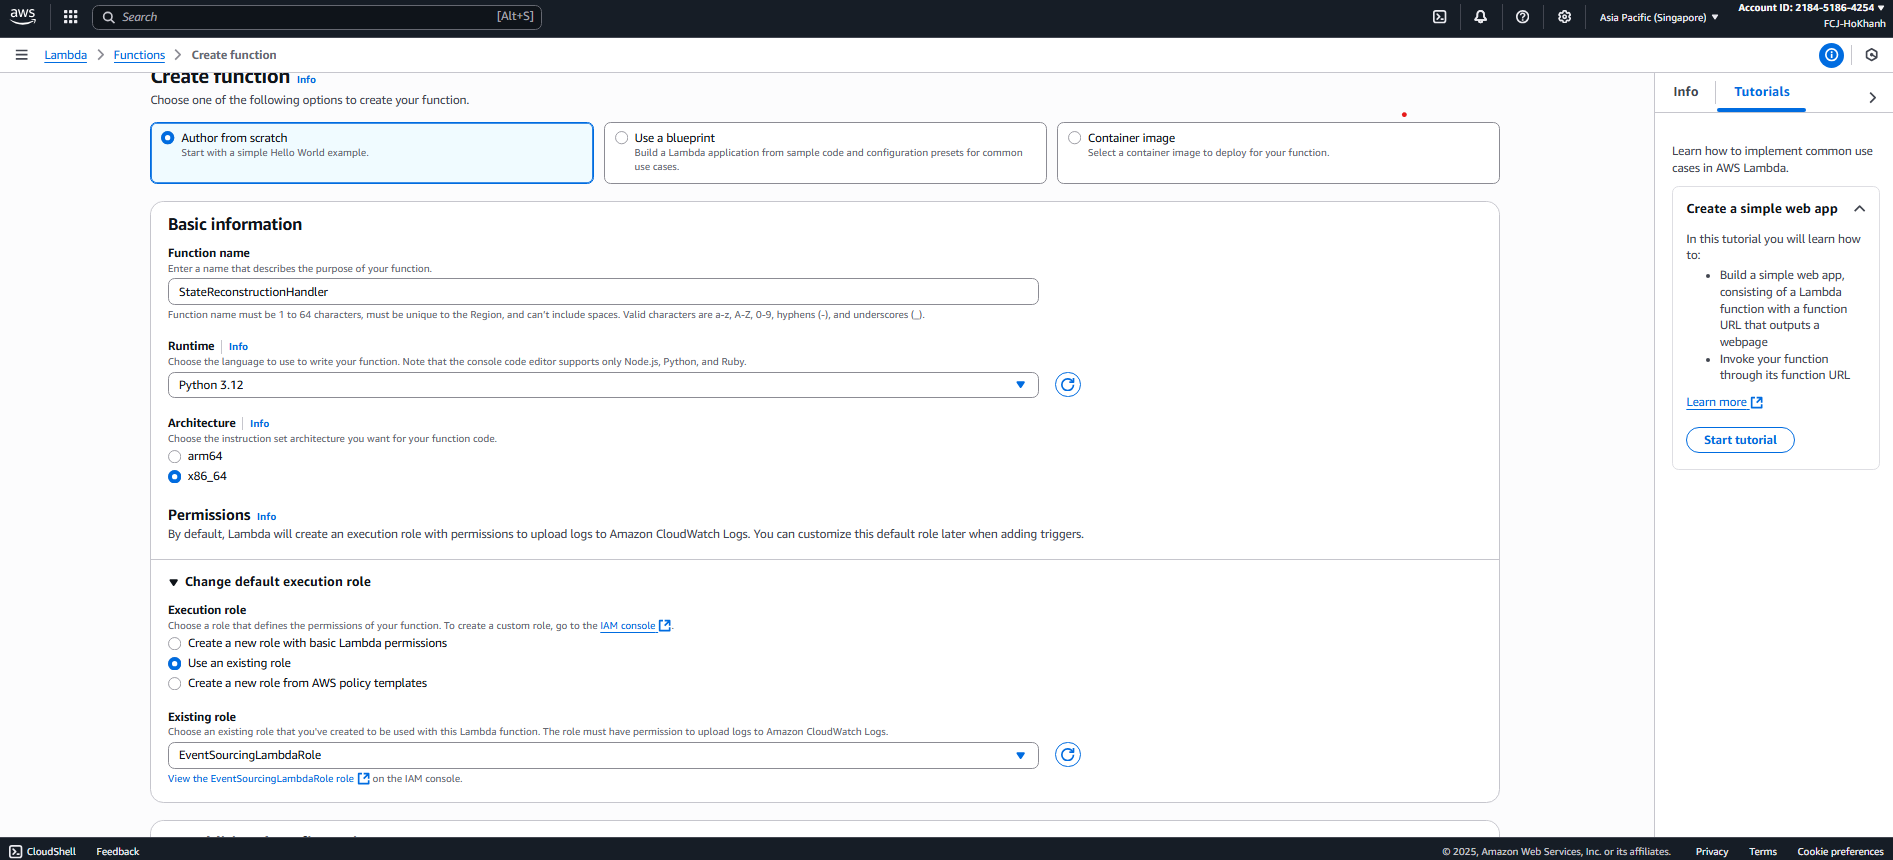 aws
Search
[Alt+S]
Asia Pacific (Singapore)
Account ID: 2184-5186-4254
FCJ-HoKhanh
Lambda
Functions
Create function
Create function
Info
Choose one of the following options to create your function.
Author from scratch
Start with a simple Hello World example.
Use a blueprint
Build a Lambda application from sample code and configuration presets for common
use cases.
Container image
Select a container image to deploy for your function.
Basic information
Function name
Enter a name that describes the purpose of your function.
StateReconstructionHandler
Function name must be 1 to 64 characters, must be unique to the Region, and can't include spaces. Valid characters are a-z, A-Z, 0-9, hyphens (-), and underscores (_).
Runtime
Info
Choose the language to use to write your function. Note that the console code editor supports only Node.js, Python, and Ruby.
Python 3.12
Architecture
Info
Choose the instruction set architecture you want for your function code.
arm64
x86_64
Permissions
Info
By default, Lambda will create an execution role with permissions to upload logs to Amazon CloudWatch Logs. You can customize this default role later when adding triggers.
Change default execution role
Execution role
Choose a role that defines the permissions of your function. To create a custom role, go to the IAM console.
Create a new role with basic Lambda permissions
Use an existing role
Create a new role from AWS policy templates
Existing role
Choose an existing role that you've created to be used with this Lambda function. The role must have permission to upload logs to Amazon CloudWatch Logs.
EventSourcingLambdaRole
View the EventSourcingLambdaRole role on the IAM console.
Info
Tutorials
Learn how to implement common use
cases in AWS Lambda.
Create a simple web app
In this tutorial you will learn how
to:
• Build a simple web app,
consisting of a Lambda
function with a function
URL that outputs a
webpage
• Invoke your function
through its function URL
Learn more
Start tutorial
CloudShell
Feedback
© 2025, Amazon Web Services, Inc. or its affiliates.
Privacy
Terms
Cookie preferences